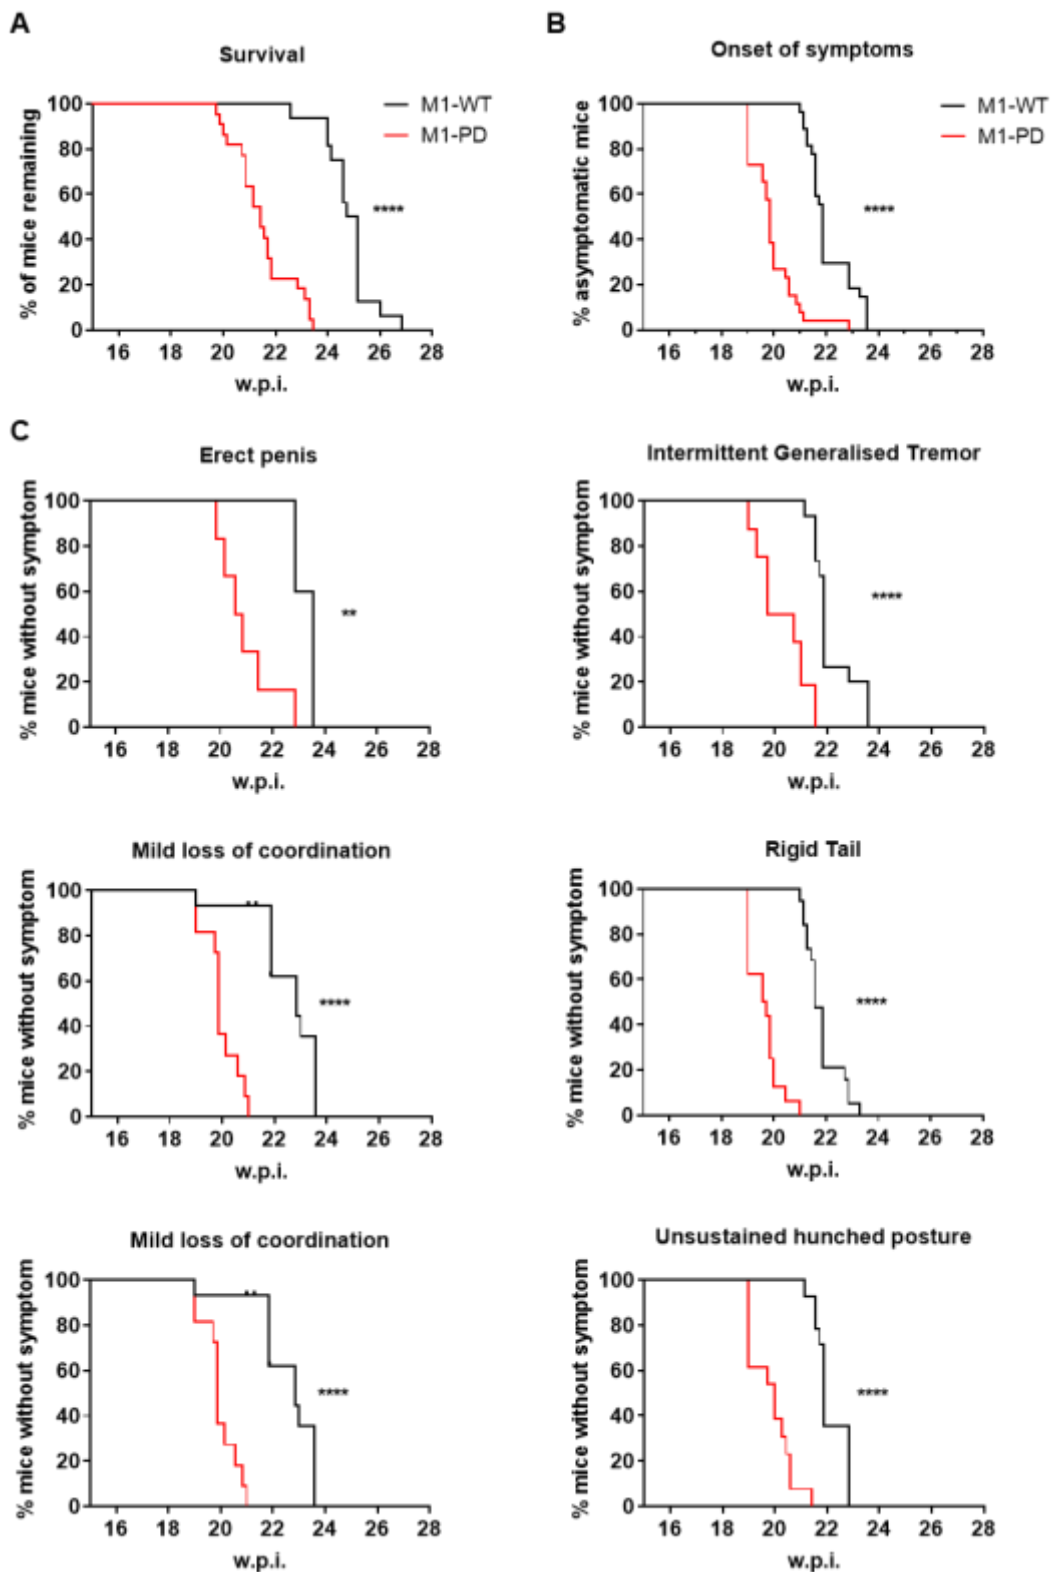 A
Survival
100
80
60
40
20
0
% of mice remaining
M1-WT
M1-PD
****
16 18 20 22 24 26 28
w.p.i.
B
Onset of symptoms
100
80
60
40
20
0
% asymptomatic mice
M1-WT
M1-PD
****
16 18 20 22 24 26 28
w.p.i.
C
Erect penis
100
80
60
40
20
0
% mice without symptom
**
16 18 20 22 24 26 28
w.p.i.
Intermittent Generalised Tremor
100
80
60
40
20
0
% mice without symptom
****
16 18 20 22 24 26 28
w.p.i.
Mild loss of coordination
100
80
60
40
20
0
% mice without symptom
****
16 18 20 22 24 26 28
w.p.i.
Rigid Tail
100
80
60
40
20
0
% mice without symptom
****
16 18 20 22 24 26 28
w.p.i.
Mild loss of coordination
100
80
60
40
20
0
% mice without symptom
****
16 18 20 22 24 26 28
w.p.i.
Unsustained hunched posture
100
80
60
40
20
0
% mice without symptom
****
16 18 20 22 24 26 28
w.p.i.